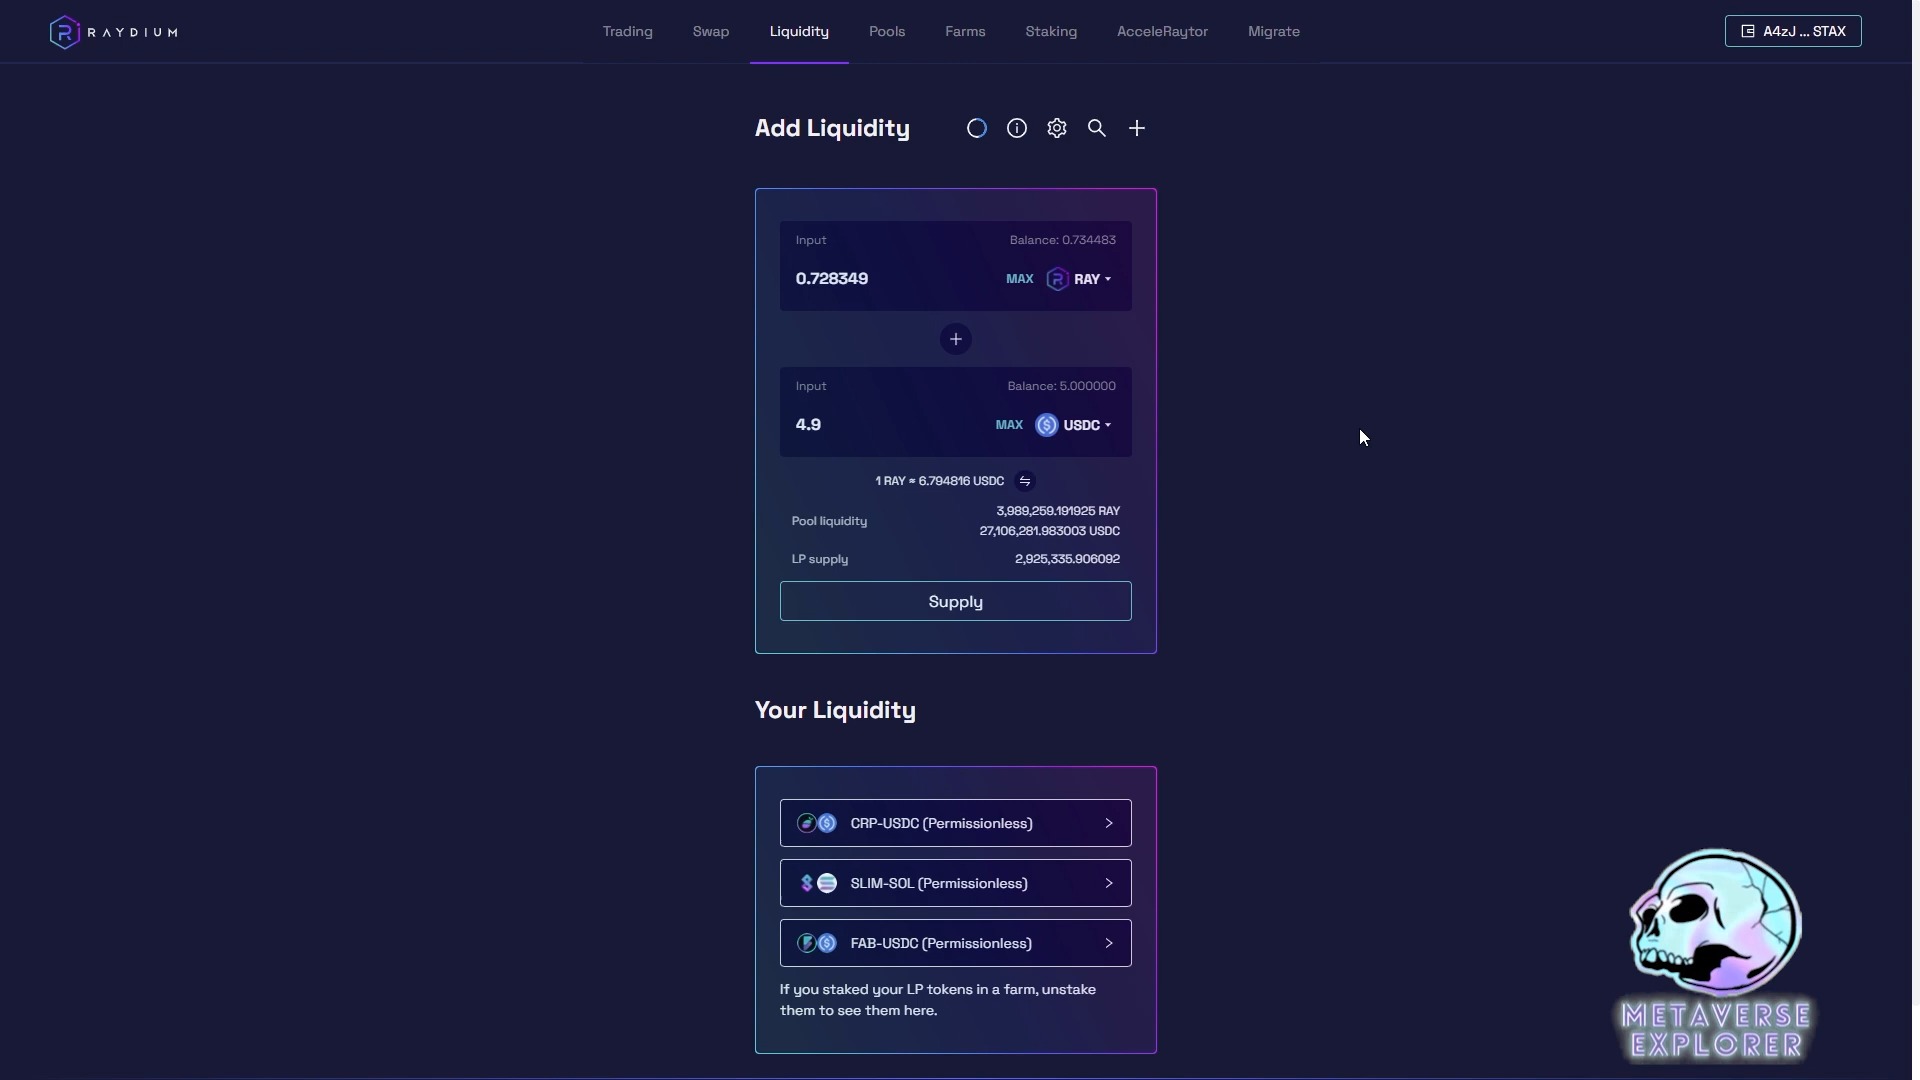 RAYDIUM
Trading
Swap
Liquidity
Pools
Farms
Staking
AcceleRaytor
Migrate
A4zJ ... STAX
Add Liquidity
Input
Balance: 0.734483
0.728349
MAX
RAY
Input
Balance: 5.000000
4.9
MAX
USDC
1 RAY ≈ 6.794816 USDC
Pool liquidity
3,989,259.191925 RAY
27,106,281.983003 USDC
LP supply
2,925,335.906092
Supply
Your Liquidity
CRP-USDC (Permissionless)
SLIM-SOL (Permissionless)
FAB-USDC (Permissionless)
If you staked your LP tokens in a farm, unstake
them to see them here.
METAVERSE
EXPLORER